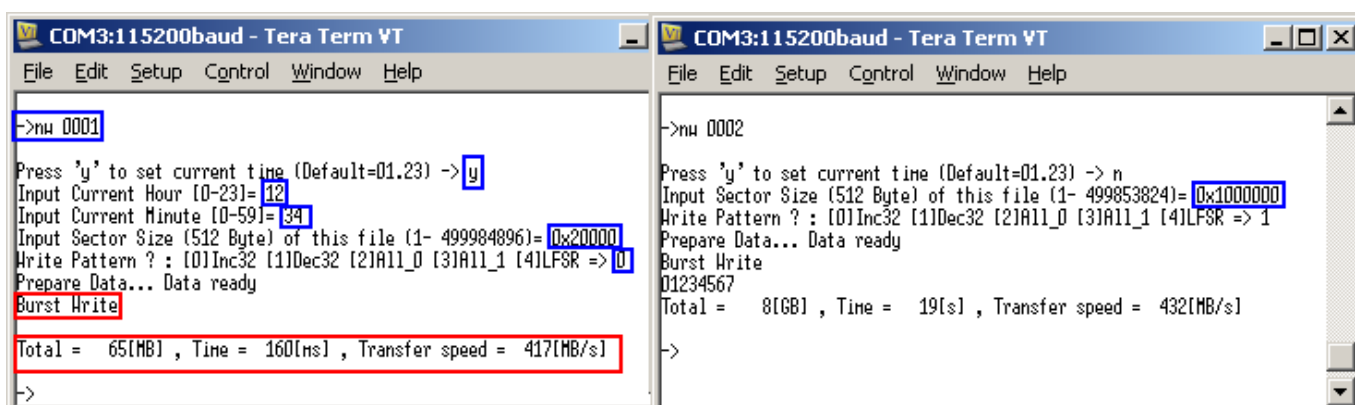 COM3:115200baud - Tera Term VT
File Edit Setup Control Window Help
->nw 0001
Press 'y' to set current time (Default=01.23) -> y
Input Current Hour [0-23]= 12
Input Current Minute [0-59]= 34
Input Sector Size (512 Byte) of this file (1- 499984896)= 0x20000
Write Pattern ? : [0]Inc32 [1]Dec32 [2]All_0 [3]All_1 [4]LFSR => 0
Prepare Data... Data ready
Burst Write
Total = 65[MB] , Time = 160[ms] , Transfer speed = 417[MB/s]
->
COM3:115200baud - Tera Term VT
File Edit Setup Control Window Help
->nw 0002
Press 'y' to set current time (Default=01.23) -> n
Input Sector Size (512 Byte) of this file (1- 499853824)= 0x1000000
Write Pattern ? : [0]Inc32 [1]Dec32 [2]All_0 [3]All_1 [4]LFSR => 1
Prepare Data... Data ready
Burst Write
01234567
Total = 8[GB] , Time = 19[s] , Transfer speed = 432[MB/s]
->